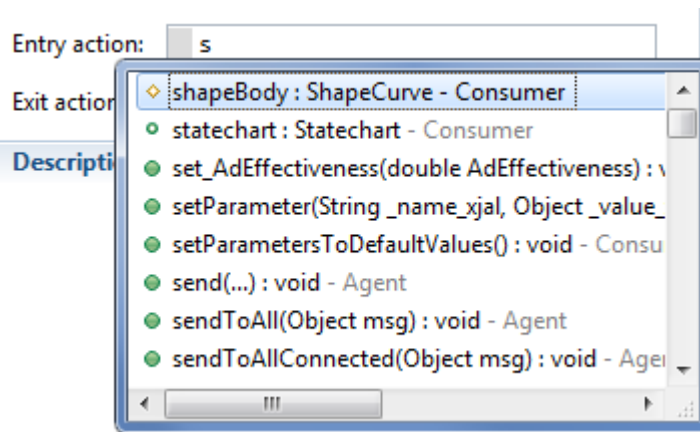 Entry action:
s
Exit action
Descripti
shapeBody : ShapeCurve - Consumer
statechart : Statechart - Consumer
set_AdEffectiveness(double AdEffectiveness) :
setParameter(String _name_xjal, Object _value_
setParametersToDefaultValues() : void - Consu
send(...) : void - Agent
sendToAll(Object msg) : void - Agent
sendToAllConnected(Object msg) : void - Age